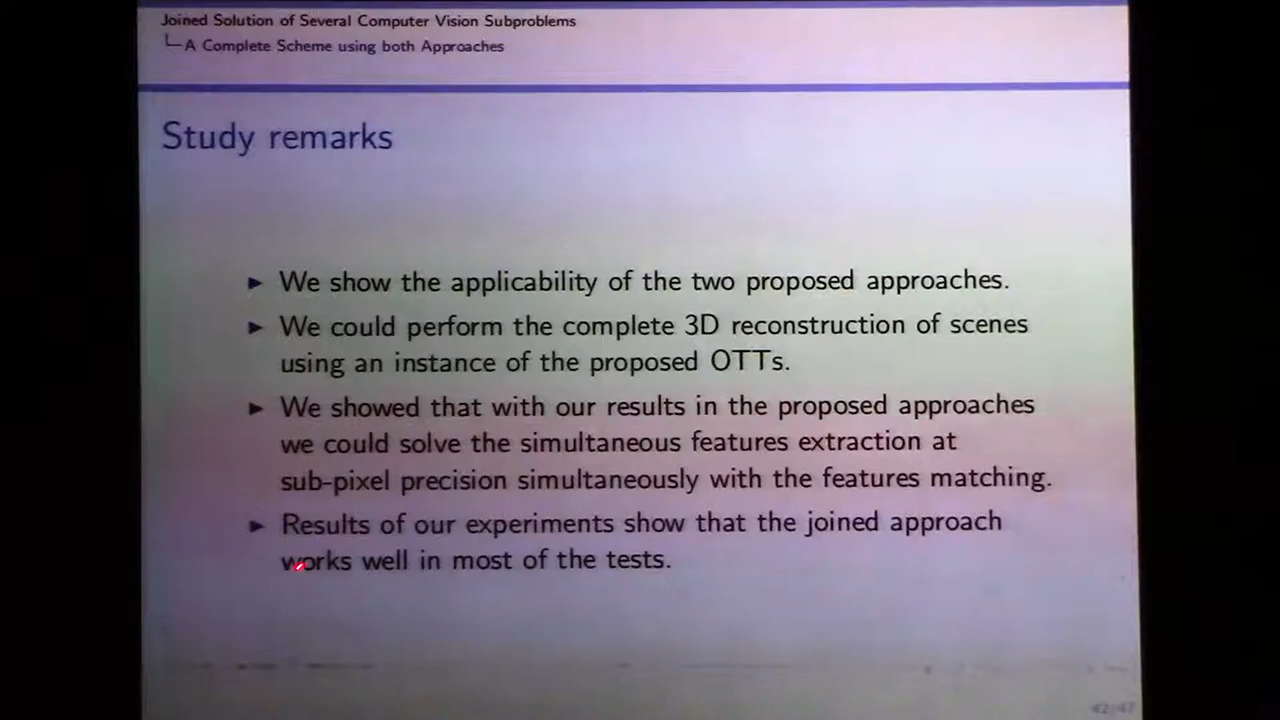 Joined Solution of Several Computer Vision Subproblems
A Complete Scheme using both Approaches
Study remarks
► We show the applicability of the two proposed approaches.
► We could perform the complete 3D reconstruction of scenes
using an instance of the proposed OTTs.
► We showed that with our results in the proposed approaches
we could solve the simultaneous features extraction at
sub-pixel precision simultaneously with the features matching.
► Results of our experiments show that the joined approach
works well in most of the tests.